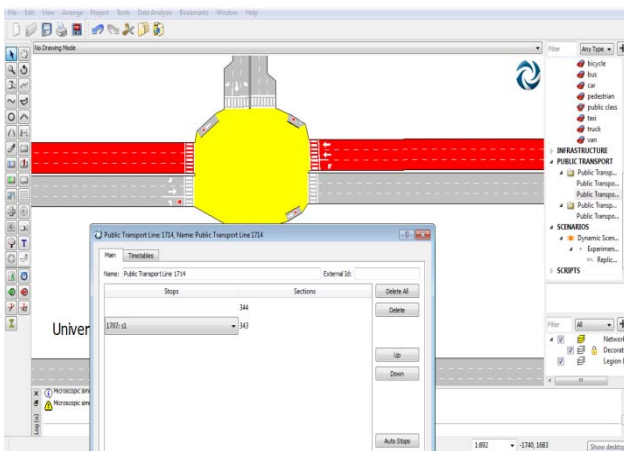 File Edit View Arrange Project Tools Data Analysis Bookmarks Window Help
No Drawing Mode
Filter Any Type
bicycle
bus
car
pedestrian
public class
taxi
truck
van
INFRASTRUCTURE
PUBLIC TRANSPORT
Public Transp...
Public Transpo...
Public Transpo...
Public Transp...
Public Transpo...
SCENARIOS
Dynamic Scen...
Experimen...
Replic...
SCRIPTS
Public Transport Line: 1714, Name: Public Transport Line 1714
Main Timetables
Name: Public Transport Line 1714 External Id:
Stops Sections Delete All
344 Delete
1707: s1 343
Up
Down
Auto Stops
Univer
Filter All
Network
Decorat
Legion
Log (0)
Microscopic sim
Microscopic sim
1:692 -1740, 1683 Show desktop